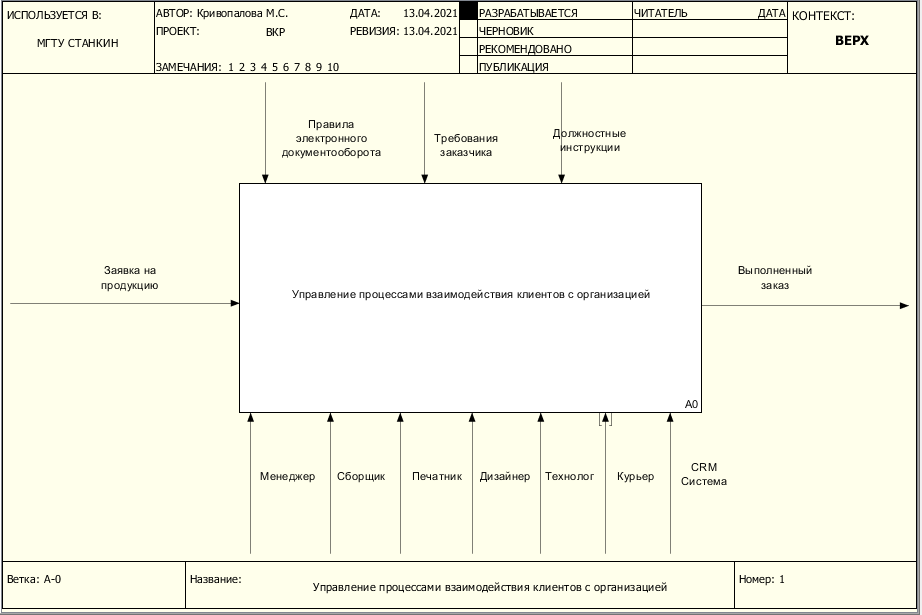 ИСПОЛЬЗУЕТСЯ В:
МГТУ СТАНКИН
АВТОР: Кривопалова М.С.
ДАТА: 13.04.2021
ПРОЕКТ: ВКР
РЕВИЗИЯ: 13.04.2021
ЗАМЕЧАНИЯ: 1 2 3 4 5 6 7 8 9 10
РАЗРАБАТЫВАЕТСЯ
ЧЕРНОВИК
РЕКОМЕНДОВАНО
ПУБЛИКАЦИЯ
ЧИТАТЕЛЬ
ДАТА
КОНТЕКСТ:
ВЕРХ
Правила
электронного
документооборота
Требования
заказчика
Должностные
инструкции
Заявка на
продукцию
Управление процессами взаимодействия клиентов с организацией
Выполненный
заказ
A0
Менеджер
Сборщик
Печатник
Дизайнер
Технолог
Курьер
CRM
Система
Ветка: A-0
Название:
Управление процессами взаимодействия клиентов с организацией
Номер: 1